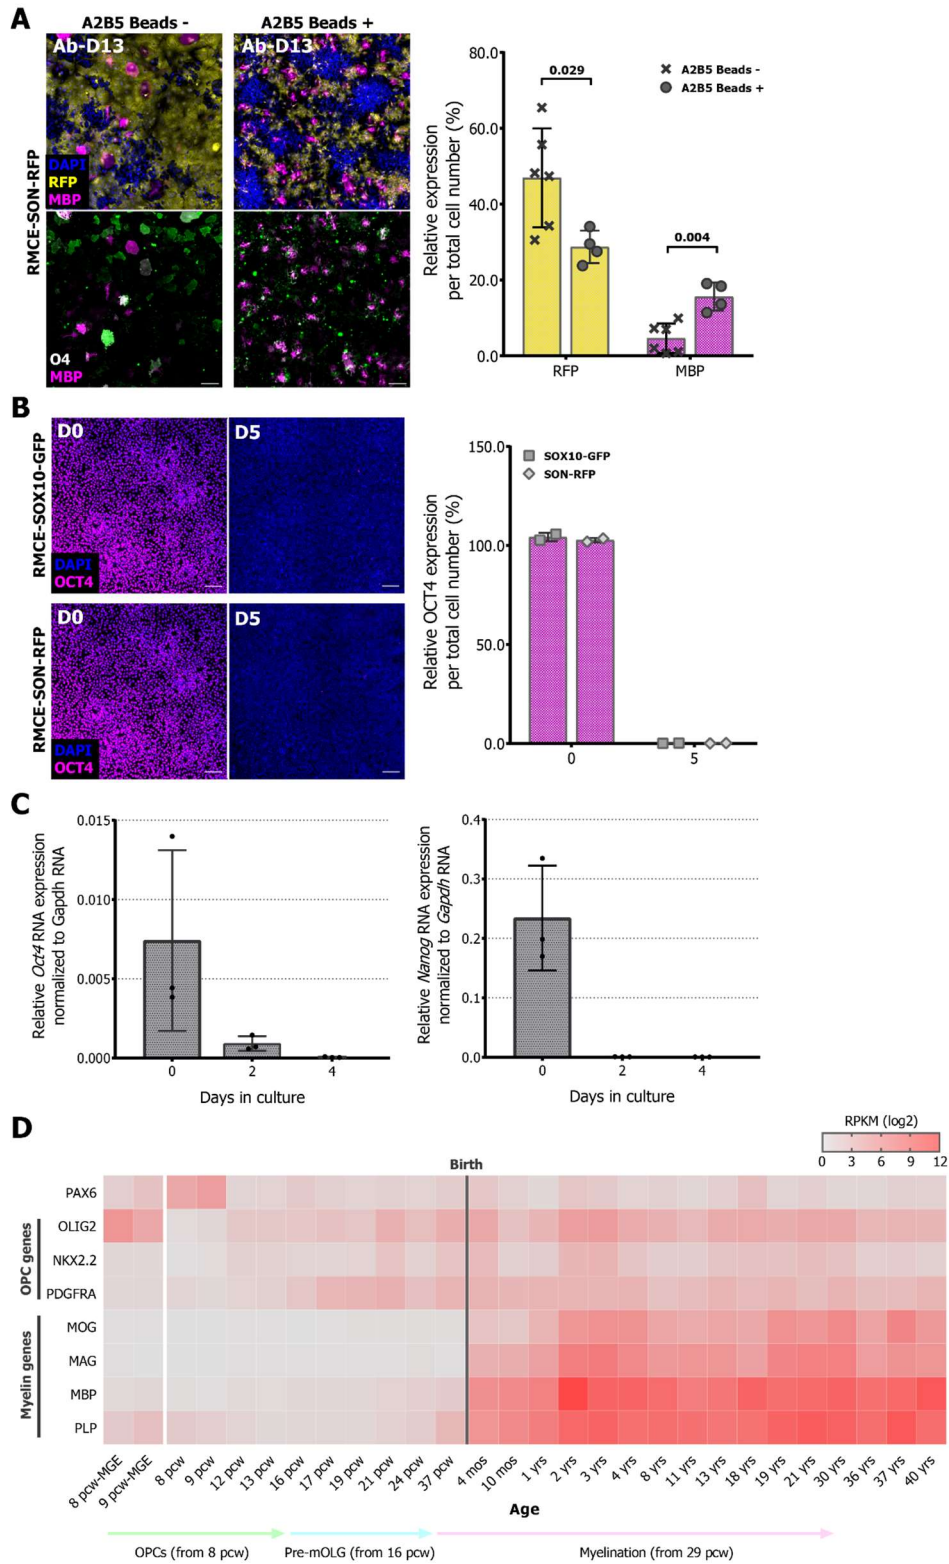 A
A2B5 Beads -
A2B5 Beads +
RMCE-SON-RFP
Ab-D13
Ab-D13
DAPI
RFP
MBP
O4
MBP
Relative expression
per total cell number (%)
80.0
60.0
40.0
20.0
0.0
0.029
0.004
A2B5 Beads -
A2B5 Beads +
RFP
MBP
B
RMCE-SOX10-GFP
D0
D5
DAPI
OCT4
RMCE-SON-RFP
D0
D5
DAPI
OCT4
Relative OCT4 expression
per total cell number (%)
150.0
100.0
50.0
0.0
SOX10-GFP
SON-RFP
0
5
C
Relative Oct4 RNA expression
normalized to Gapdh RNA
0.015
0.010
0.005
0.000
0
2
4
Days in culture
Relative Nanog RNA expression
normalized to Gapdh RNA
0.4
0.3
0.2
0.1
0.0
0
2
4
Days in culture
D
RPKM (log2)
0 3 6 9 12
Birth
OPC genes
Myelin genes
PAX6
OLIG2
NKX2.2
PDGFRA
MOG
MAG
MBP
PLP
8 pcw-MGE
9 pcw-MGE
8 pcw
9 pcw
12 pcw
13 pcw
16 pcw
17 pcw
19 pcw
21 pcw
24 pcw
37 pcw
4 mos
10 mos
1 yrs
2 yrs
3 yrs
4 yrs
8 yrs
11 yrs
13 yrs
18 yrs
19 yrs
21 yrs
30 yrs
36 yrs
37 yrs
40 yrs
Age
OPCs (from 8 pcw)
Pre-mOLG (from 16 pcw)
Myelination (from 29 pcw)